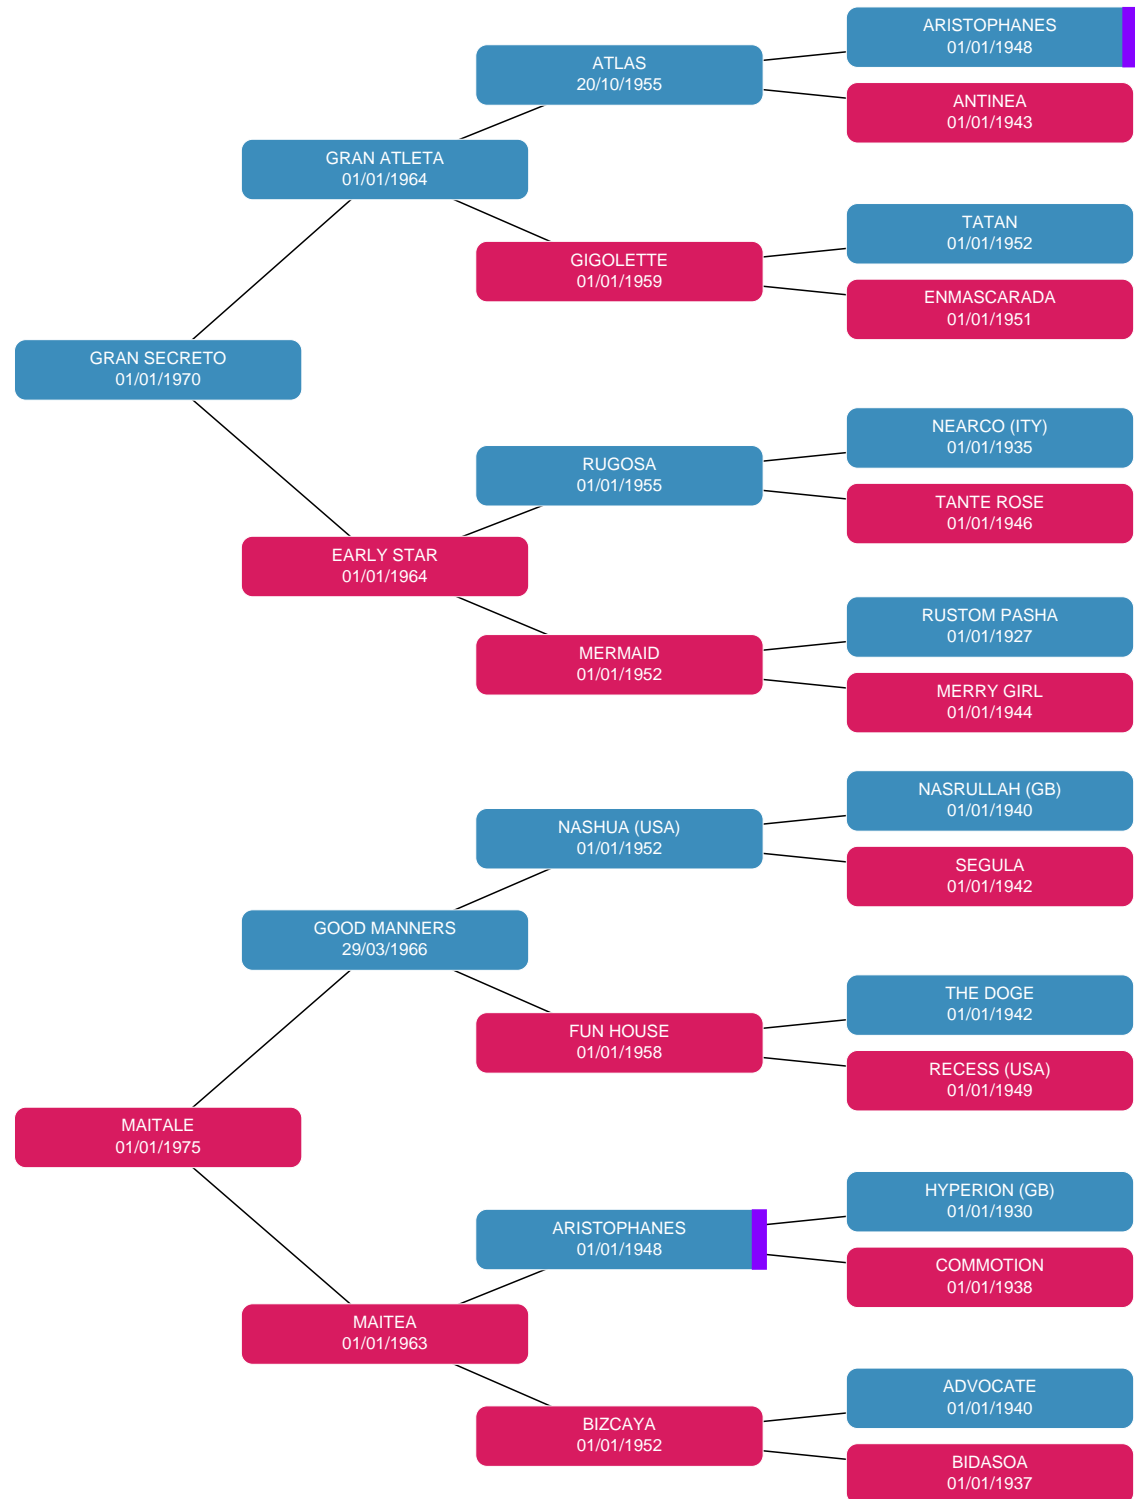 ARISTOPHANES
01/01/1948
ATLAS
20/10/1955
ANTINEA
01/01/1943
GRAN ATLETA
01/01/1964
TATAN
01/01/1952
GIGOLETTE
01/01/1959
ENMASCARADA
01/01/1951
GRAN SECRETO
01/01/1970
NEARCO (ITY)
01/01/1935
RUGOSA
01/01/1955
TANTE ROSE
01/01/1946
EARLY STAR
01/01/1964
RUSTOM PASHA
01/01/1927
MERMAID
01/01/1952
MERRY GIRL
01/01/1944
NASRULLAH (GB)
01/01/1940
NASHUA (USA)
01/01/1952
SEGULA
01/01/1942
GOOD MANNERS
29/03/1966
THE DOGE
01/01/1942
FUN HOUSE
01/01/1958
RECESS (USA)
01/01/1949
MAITALE
01/01/1975
HYPERION (GB)
01/01/1930
ARISTOPHANES
01/01/1948
COMMOTION
01/01/1938
MAITEA
01/01/1963
ADVOCATE
01/01/1940
BIZCAYA
01/01/1952
BIDASOA
01/01/1937